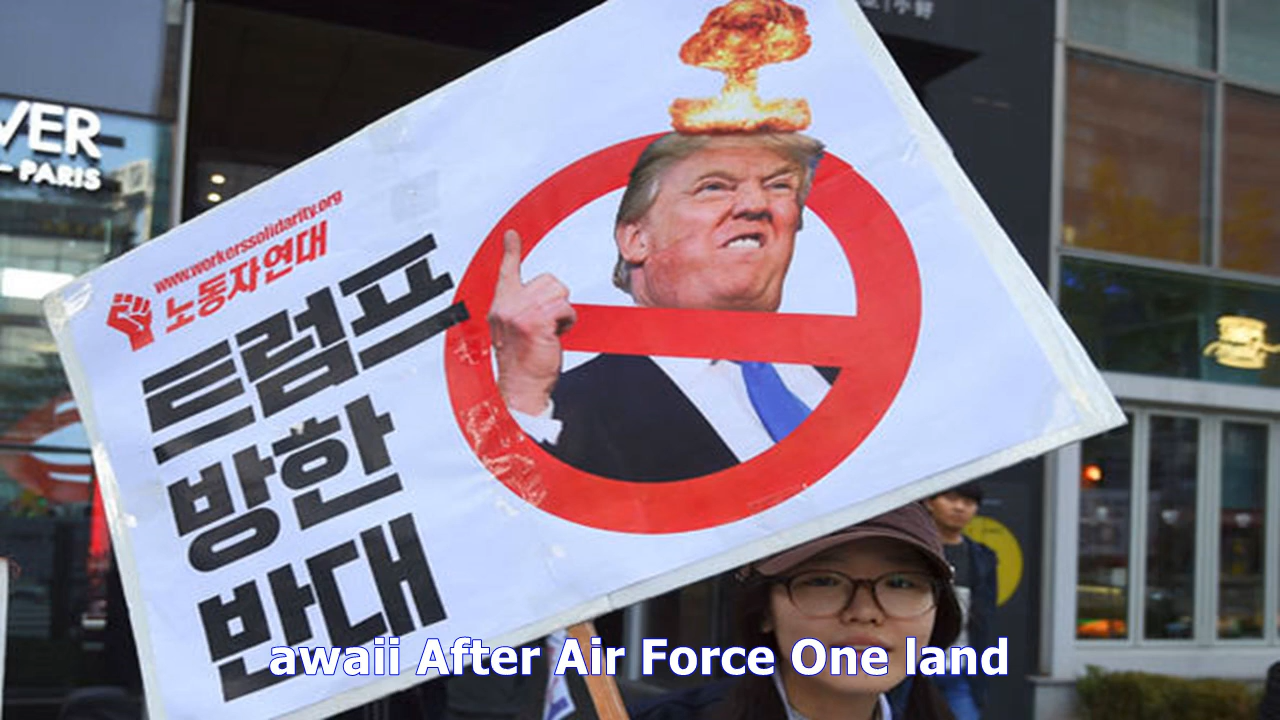 VER
PARIS
www.workerssolidarity.org
노동자연대
트럼프
방한
반대
awaii After Air Force One land